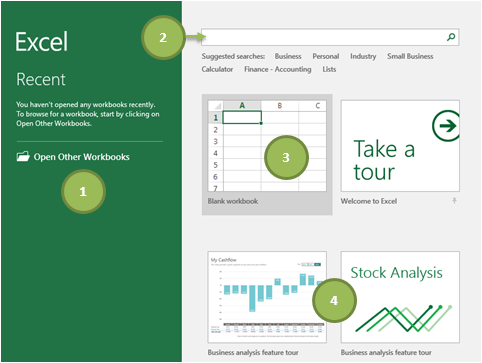 Excel
Recent
You haven't opened any workbooks recently.
To browse for a workbook, start by clicking on
Open Other Workbooks.
Open Other Workbooks
1
2
Suggested searches: Business Personal Industry Small Business
Calculator Finance - Accounting Lists
A B C
1
2
3
4
5
6
7
3
Blank workbook
Take a
tour
Welcome to Excel
My Cashflow
Business analysis feature tour
4
Stock Analysis
Business analysis feature tour